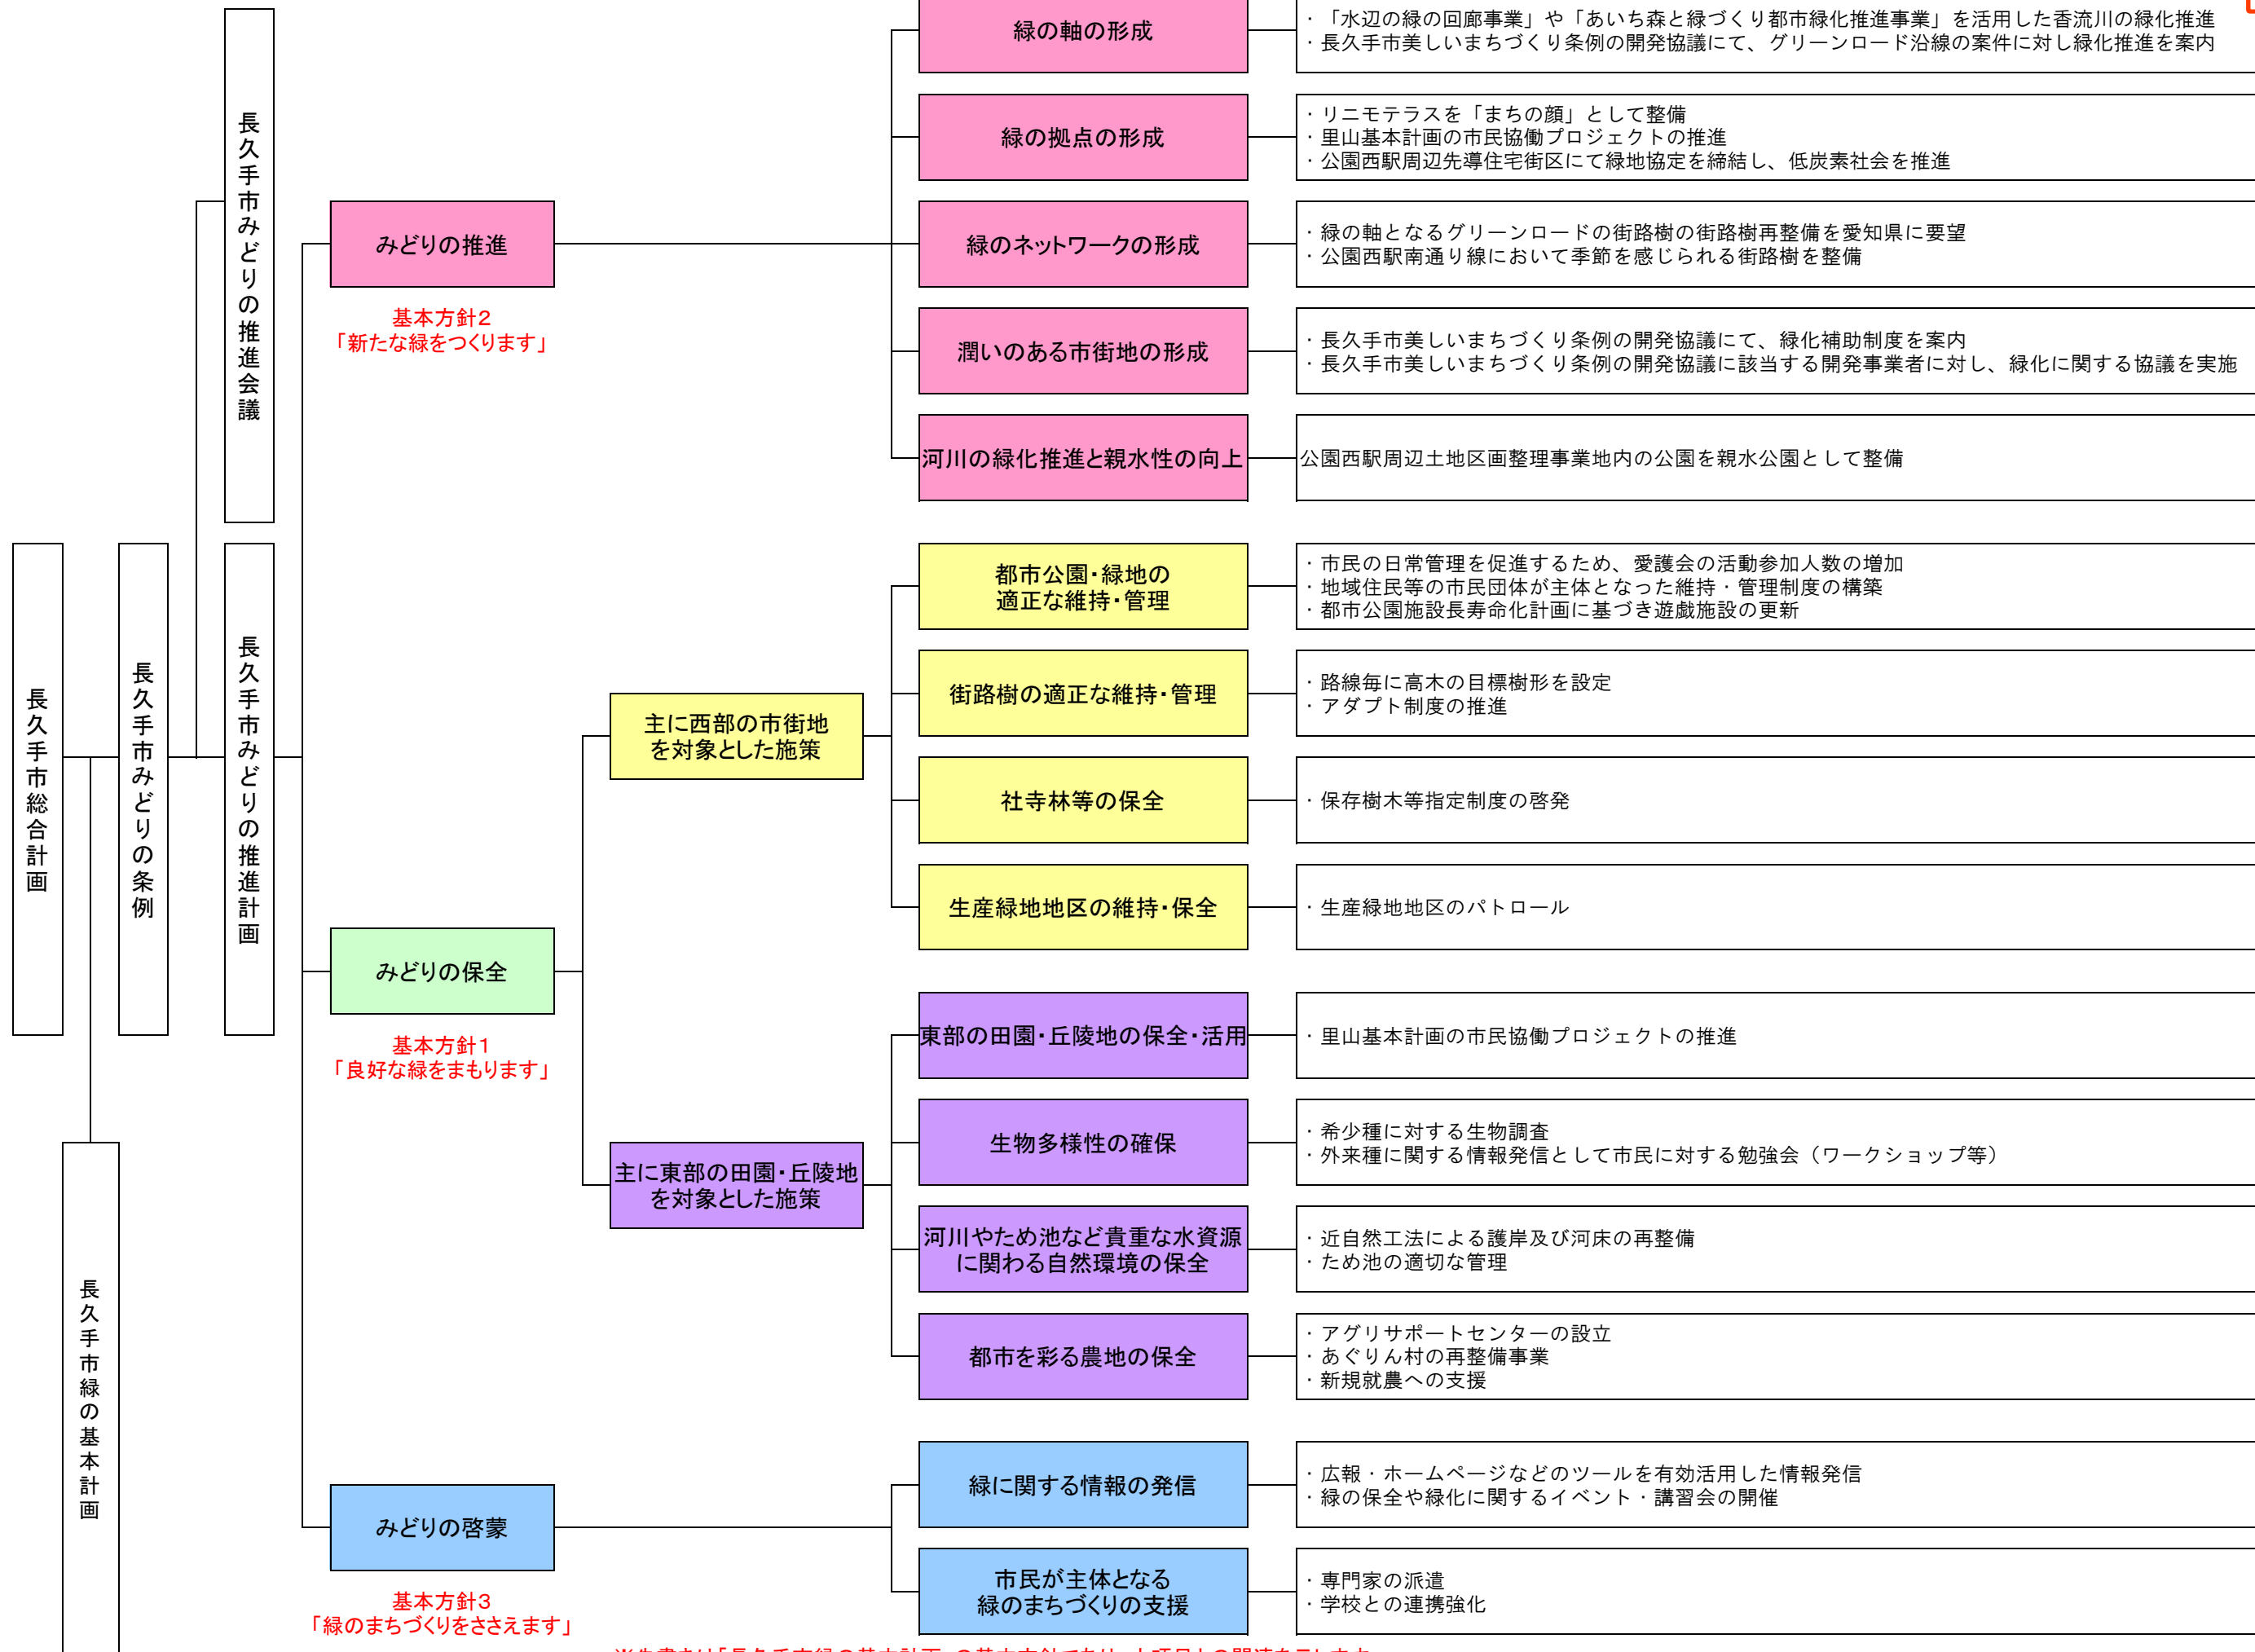 長久手市総合計画
長久手市緑の基本計画
長久手市みどりの条例
長久手市みどりの推進会議
長久手市みどりの推進計画
みどりの推進
基本方針2
「新たな緑をつくります」
緑の軸の形成
・「水辺の緑の回廊事業」や「あいち森と緑づくり都市緑化推進事業」を活用した香流川の緑化推進
・長久手市美しいまちづくり条例の開発協議にて、グリーンロード沿線の案件に対し緑化推進を案内
緑の拠点の形成
・リニモテラスを「まちの顔」として整備
・里山基本計画の市民協働プロジェクトの推進
・公園西駅周辺先導住宅街区にて緑地協定を締結し、低炭素社会を推進
緑のネットワークの形成
・緑の軸となるグリーンロードの街路樹の街路樹再整備を愛知県に要望
・公園西駅南通り線において季節を感じられる街路樹を整備
潤いのある市街地の形成
・長久手市美しいまちづくり条例の開発協議にて、緑化補助制度を案内
・長久手市美しいまちづくり条例の開発協議に該当する開発事業者に対し、緑化に関する協議を実施
河川の緑化推進と親水性の向上
公園西駅周辺土地区画整理事業地内の公園を親水公園として整備
みどりの保全
基本方針1
「良好な緑をまもります」
主に西部の市街地
を対象とした施策
都市公園・緑地の
適正な維持・管理
・市民の日常管理を促進するため、愛護会の活動参加人数の増加
・地域住民等の市民団体が主体となった維持・管理制度の構築
・都市公園施設長寿命化計画に基づき遊戯施設の更新
街路樹の適正な維持・管理
・路線毎に高木の目標樹形を設定
・アダプト制度の推進
社寺林等の保全
・保存樹木等指定制度の啓発
生産緑地地区の維持・保全
・生産緑地地区のパトロール
主に東部の田園・丘陵地
を対象とした施策
東部の田園・丘陵地の保全・活用
・里山基本計画の市民協働プロジェクトの推進
生物多様性の確保
・希少種に対する生物調査
・外来種に関する情報発信として市民に対する勉強会（ワークショップ等）
河川やため池など貴重な水資源
に関わる自然環境の保全
・近自然工法による護岸及び河床の再整備
・ため池の適切な管理
都市を彩る農地の保全
・アグリサポートセンターの設立
・あぐりん村の再整備事業
・新規就農への支援
みどりの啓蒙
基本方針3
「緑のまちづくりをささえます」
緑に関する情報の発信
・広報・ホームページなどのツールを有効活用した情報発信
・緑の保全や緑化に関するイベント・講習会の開催
市民が主体となる
緑のまちづくりの支援
・専門家の派遣
・学校との連携強化